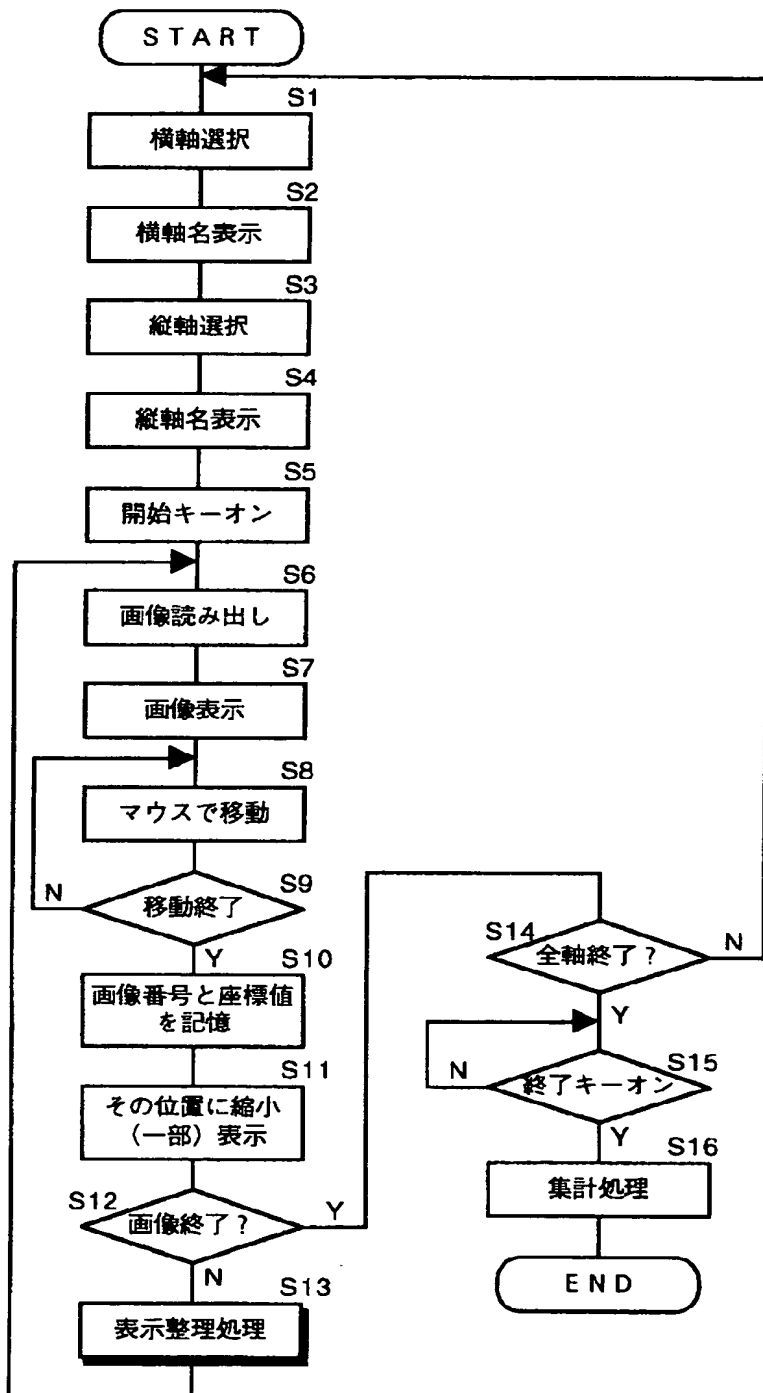 START
S1
横軸選択
S2
横軸名表示
S3
縦軸選択
S4
縦軸名表示
S5
開始キーオン
S6
画像読み出し
S7
画像表示
S8
マウスで移動
S9
移動終了
N
Y
S10
画像番号と座標値
を記憶
S11
その位置に縮小
（一部）表示
S12
画像終了？
Y
N
S13
表示整理処理
S14
全軸終了？
N
Y
S15
終了キーオン
N
Y
S16
集計処理
END